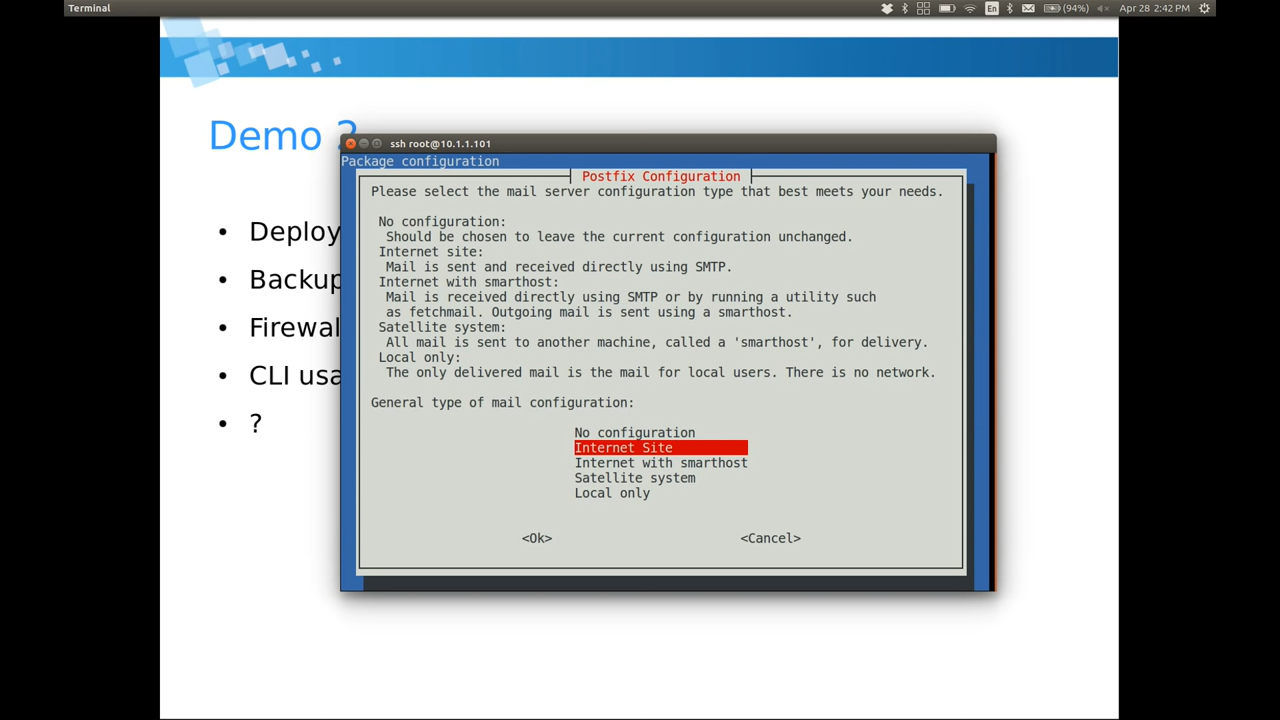 Terminal
En
(94%)
Apr 28 2:42 PM
Demo
ssh root@10.1.1.101
Package configuration
Postfix Configuration
Please select the mail server configuration type that best meets your needs.
No configuration:
Should be chosen to leave the current configuration unchanged.
Internet site:
Mail is sent and received directly using SMTP.
Internet with smarthost:
Mail is received directly using SMTP or by running a utility such
as fetchmail. Outgoing mail is sent using a smarthost.
Satellite system:
All mail is sent to another machine, called a 'smarthost', for delivery.
Local only:
The only delivered mail is the mail for local users. There is no network.
General type of mail configuration:
No configuration
Internet Site
Internet with smarthost
Satellite system
Local only
<Ok> <Cancel>
• Deploy
• Backup
• Firewal
• CLI usa
• ?